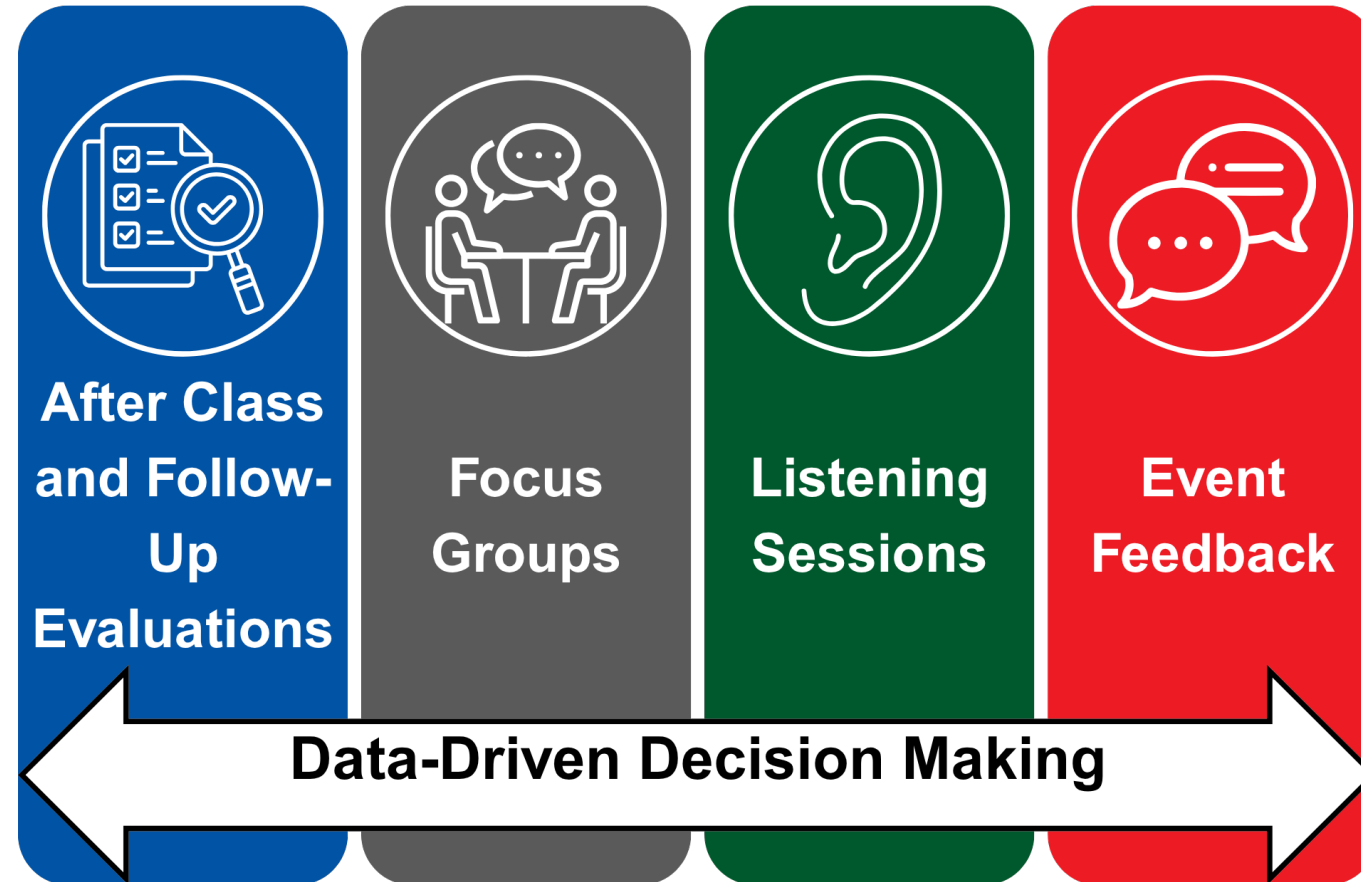 After Class
and Follow-
Up
Evaluations
Focus
Groups
Listening
Sessions
Event
Feedback
Data-Driven Decision Making